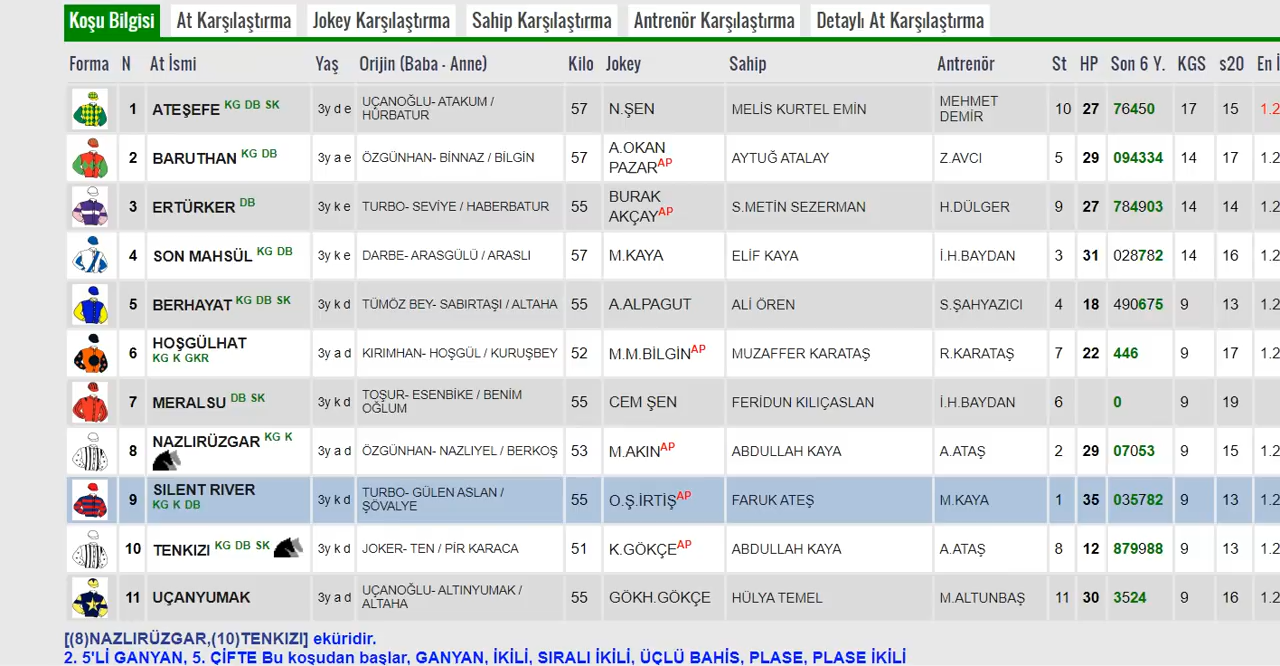 Koşu Bilgisi At Karşılaştırma Jokey Karşılaştırma Sahip Karşılaştırma Antrenör Karşılaştırma Detaylı At Karşılaştırma
Forma N At İsmi Yaş Orijin (Baba - Anne) Kilo Jokey Sahip Antrenör St HP Son 6 Y. KGS s20 En İ
1 ATEŞEFE KG DB SK 3y d e UÇANOĞLU- ATAKUM / HÜRBATUR 57 N.ŞEN MELİS KURTEL EMİN MEHMET DEMİR 10 27 76450 17 15 1.2
2 BARUTHAN KG DB 3y a e ÖZGÜNHAN- BİNNAZ / BİLGİN 57 A.OKAN PAZAR AP AYTUĞ ATALAY Z.AVCI 5 29 094334 14 17 1.2
3 ERTÜRKER DB 3y k e TURBO- SEVİYE / HABERBATUR 55 BURAK AKÇAY AP S.METİN SEZERMAN H.DÜLGER 9 27 784903 14 14 1.2
4 SON MAHSÜL KG DB 3y k e DARBE- ARASGÜLÜ / ARASLI 57 M.KAYA ELİF KAYA İ.H.BAYDAN 3 31 028782 14 16 1.2
5 BERHAYAT KG DB SK 3y k d TÜMÖZ BEY- SABIRTAŞI / ALTAHA 55 A.ALPAGUT ALİ ÖREN S.ŞAHYAZICI 4 18 490675 9 13 1.2
6 HOŞGÜLHAT KG K GKR 3y a d KIRIMHAN- HOŞGÜL / KURUŞBEY 52 M.M.BİLGİN AP MUZAFFER KARATAŞ R.KARATAŞ 7 22 446 9 17 1.2
7 MERALSU DB SK 3y k d TOŞUR- ESENBİKE / BENİM OĞLUM 55 CEM ŞEN FERİDUN KILIÇASLAN İ.H.BAYDAN 6 0 9 19
8 NAZLIRÜZGAR KG K 3y a d ÖZGÜNHAN- NAZLIYEL / BERKOŞ 53 M.AKIN AP ABDULLAH KAYA A.ATAŞ 2 29 07053 9 15 1.2
9 SILENT RIVER KG K DB 3y k d TURBO- GÜLEN ASLAN / ŞÖVALYE 55 O.Ş.İRTİŞ AP FARUK ATEŞ M.KAYA 1 35 035782 9 13 1.2
10 TENKIZI KG DB SK 3y k d JOKER- TEN / PİR KARACA 51 K.GÖKÇE AP ABDULLAH KAYA A.ATAŞ 8 12 879988 9 13 1.2
11 UÇANYUMAK 3y a d UÇANOĞLU- ALTINYUMAK / ALTAHA 55 GÖKH.GÖKÇE HÜLYA TEMEL M.ALTUNBAŞ 11 30 3524 9 16 1.2
[(8)NAZLIRÜZGAR,(10)TENKIZI] eküridir.
2. 5'Lİ GANYAN, 5. ÇİFTE Bu koşudan başlar, GANYAN, İKİLİ, SIRALI İKİLİ, ÜÇLÜ BAHİS, PLASE, PLASE İKİLİ